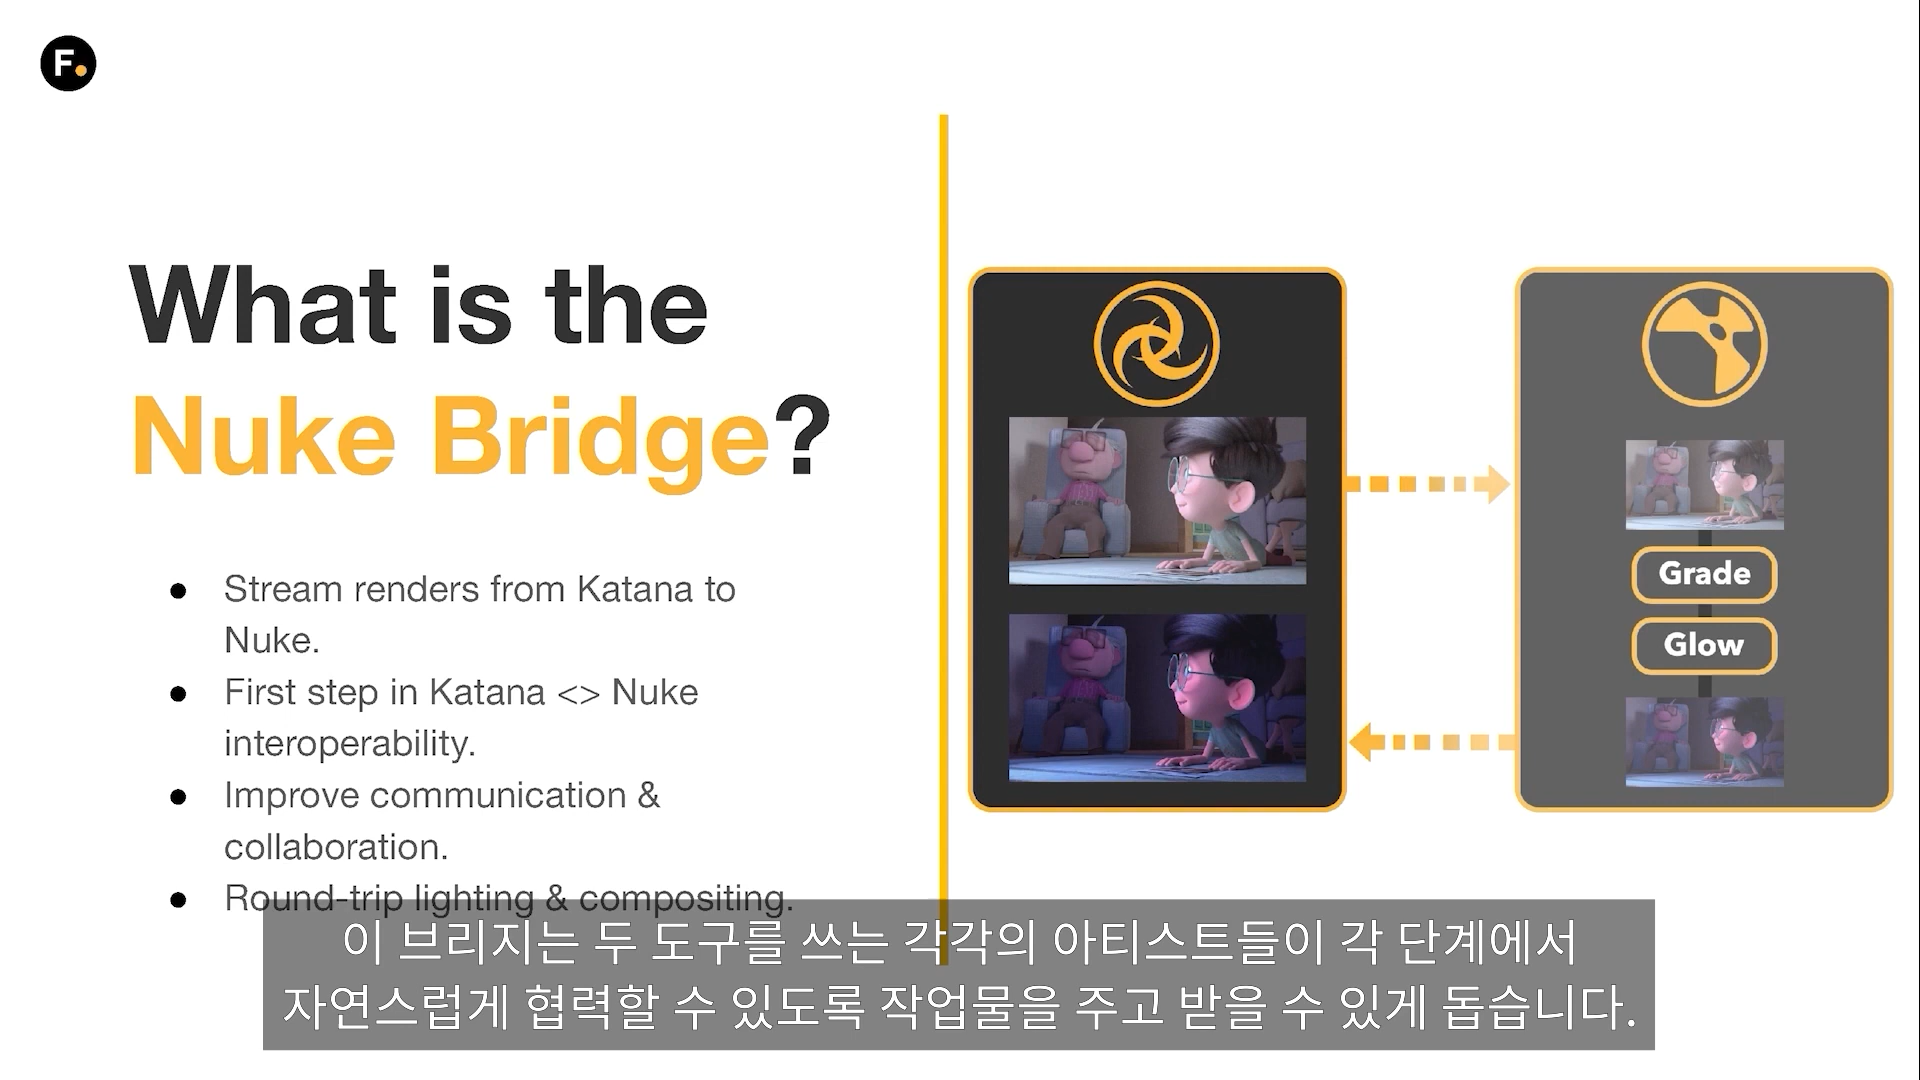 F.
What is the
Nuke Bridge?
● Stream renders from Katana to
Nuke.
● First step in Katana <> Nuke
interoperability.
● Improve communication &
collaboration.
● Round-trip lighting & compositing.
Grade
Glow
이 브리지는 두 도구를 쓰는 각각의 아티스트들이 각 단계에서
자연스럽게 협력할 수 있도록 작업물을 주고 받을 수 있게 돕습니다.